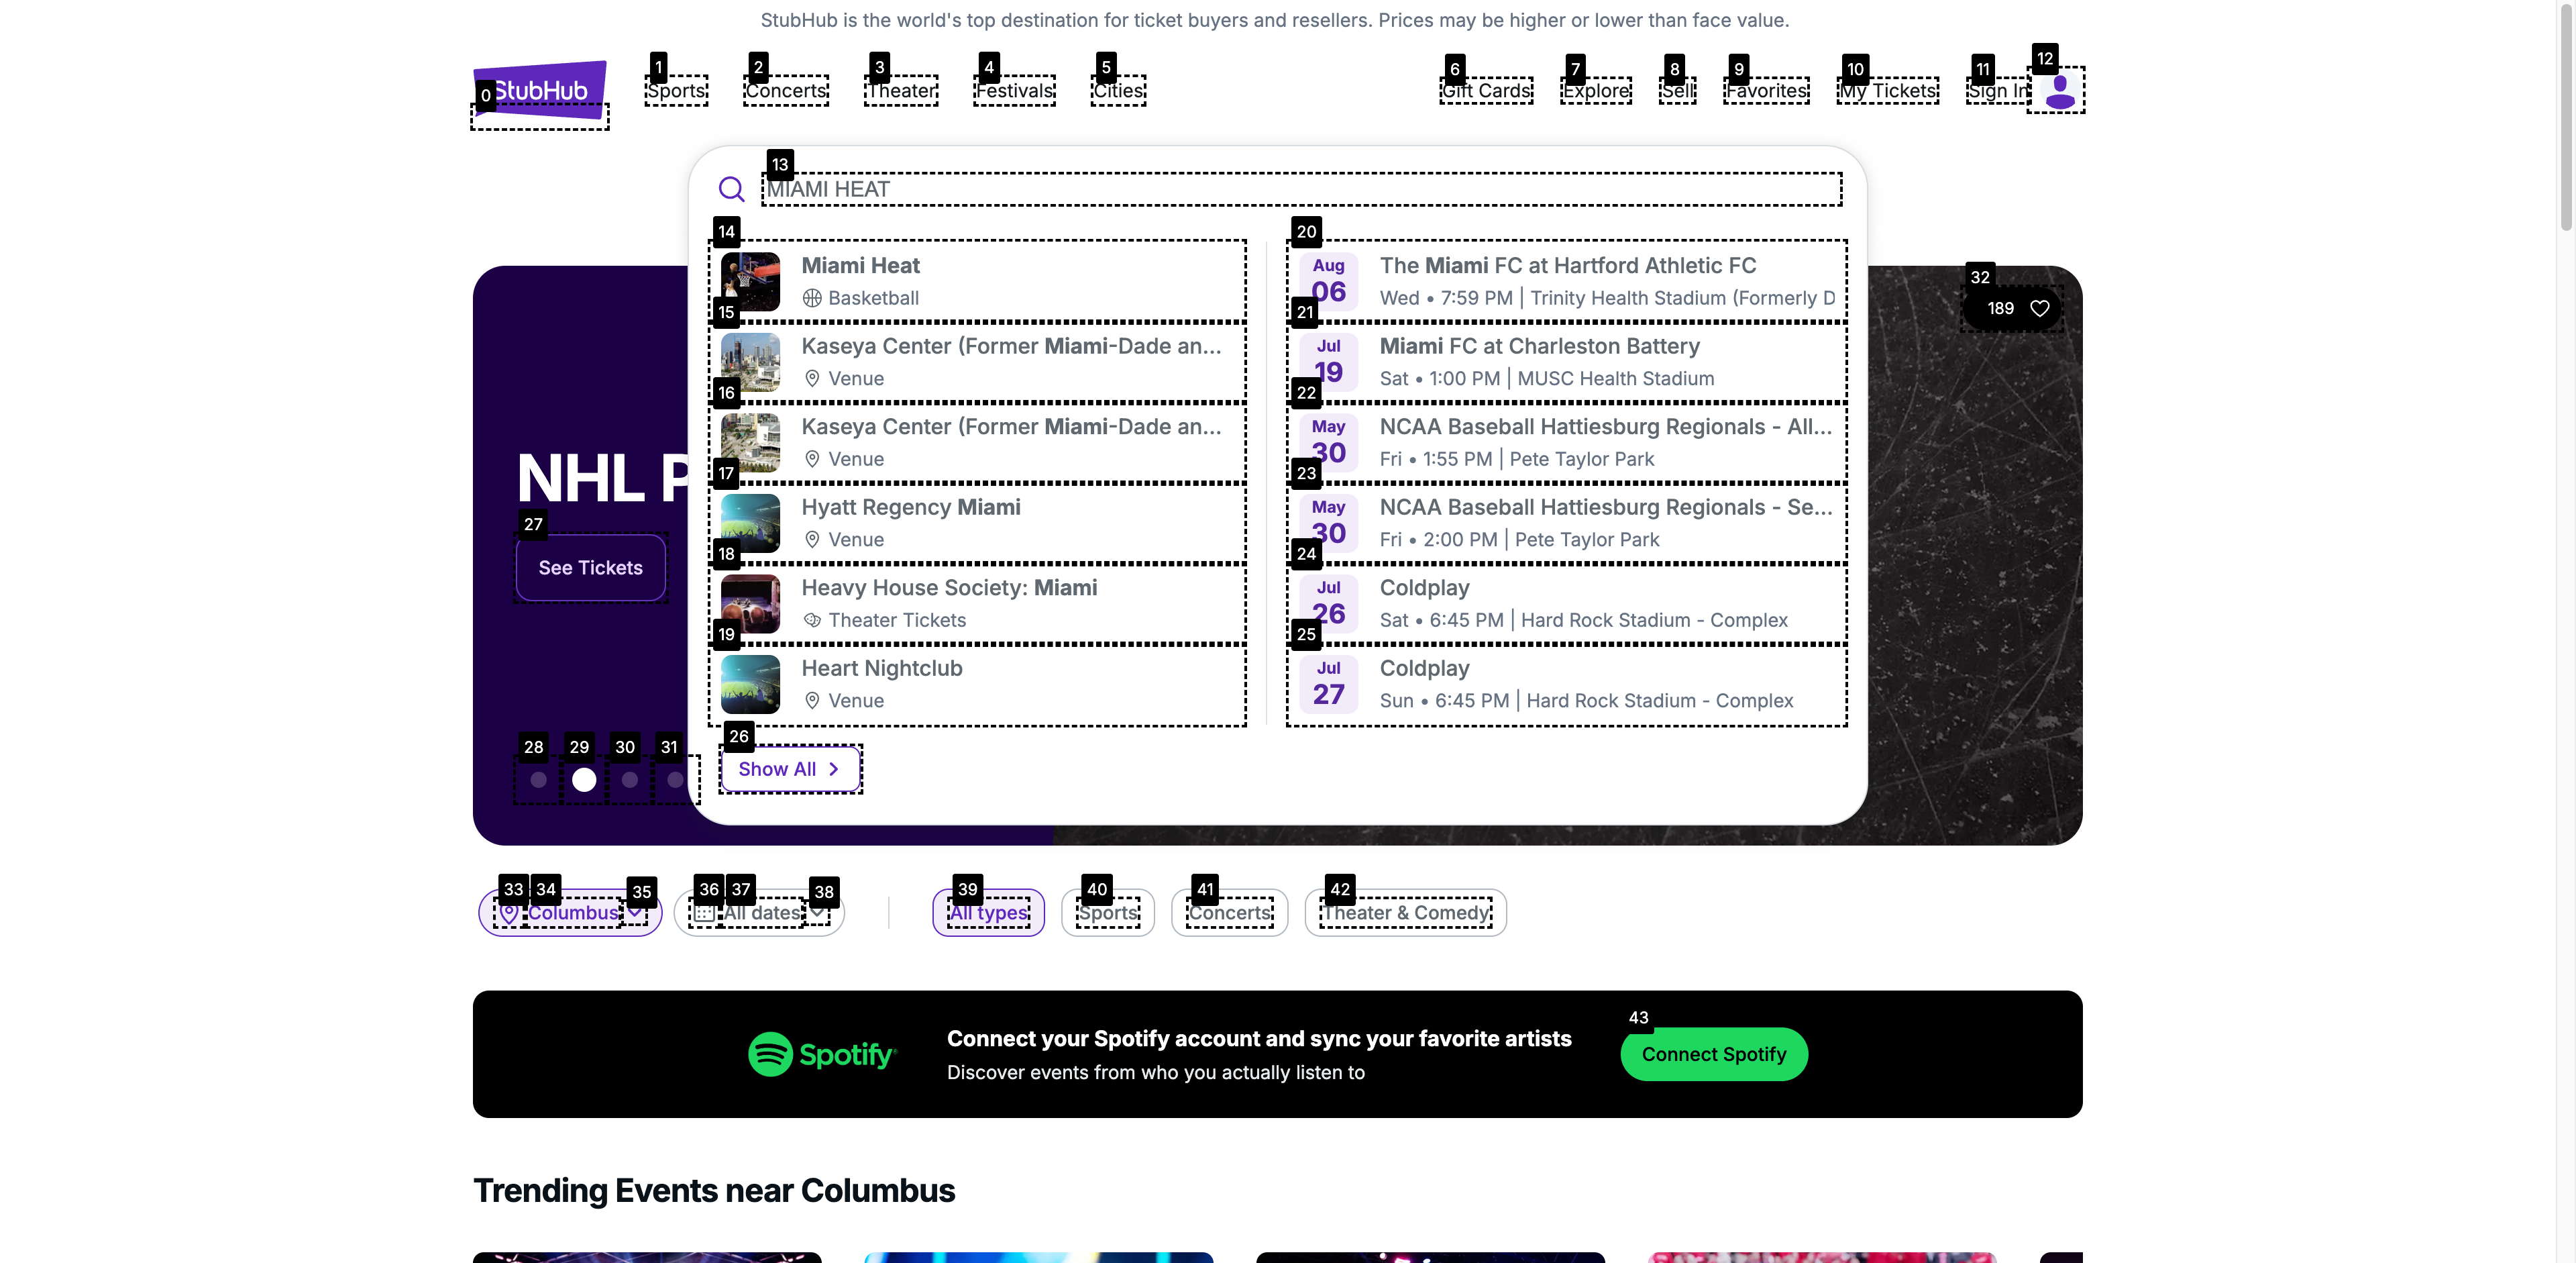 StubHub is the world's top destination for ticket buyers and resellers. Prices may be higher or lower than face value.
0 StubHub
1 Sports
2 Concerts
3 Theater
4 Festivals
5 Cities
6 Gift Cards
7 Explore
8 Sell
9 Favorites
10 My Tickets
11 Sign In
12
13
MIAMI HEAT
14
Miami Heat
Basketball
15
Kaseya Center (Former Miami-Dade an...
Venue
16
Kaseya Center (Former Miami-Dade an...
Venue
17
Hyatt Regency Miami
Venue
18
Heavy House Society: Miami
Theater Tickets
19
Heart Nightclub
Venue
20
Aug 06
The Miami FC at Hartford Athletic FC
Wed • 7:59 PM | Trinity Health Stadium (Formerly D
21
Jul 19
Miami FC at Charleston Battery
Sat • 1:00 PM | MUSC Health Stadium
22
May 30
NCAA Baseball Hattiesburg Regionals - All...
Fri • 1:55 PM | Pete Taylor Park
23
May 30
NCAA Baseball Hattiesburg Regionals - Se...
Fri • 2:00 PM | Pete Taylor Park
24
Jul 26
Coldplay
Sat • 6:45 PM | Hard Rock Stadium - Complex
25
Jul 27
Coldplay
Sun • 6:45 PM | Hard Rock Stadium - Complex
26
Show All
32
189
NHL P
27
See Tickets
28 29 30 31
33 34 35
Columbus
36 37 38
All dates
39
All types
40
Sports
41
Concerts
42
Theater & Comedy
Spotify
Connect your Spotify account and sync your favorite artists
Discover events from who you actually listen to
43
Connect Spotify
Trending Events near Columbus